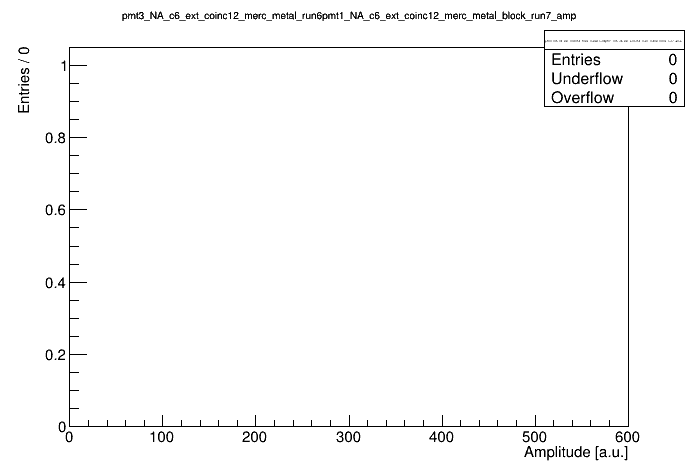 pmt3_NA_c6_ext_coinc12_merc_metal_run6pmt1_NA_c6_ext_coinc12_merc_metal_block_run7_amp
Entries 0
Underflow 0
Overflow 0
Entries / 0
1
0.8
0.6
0.4
0.2
0
0 100 200 300 400 500 600
Amplitude [a.u.]